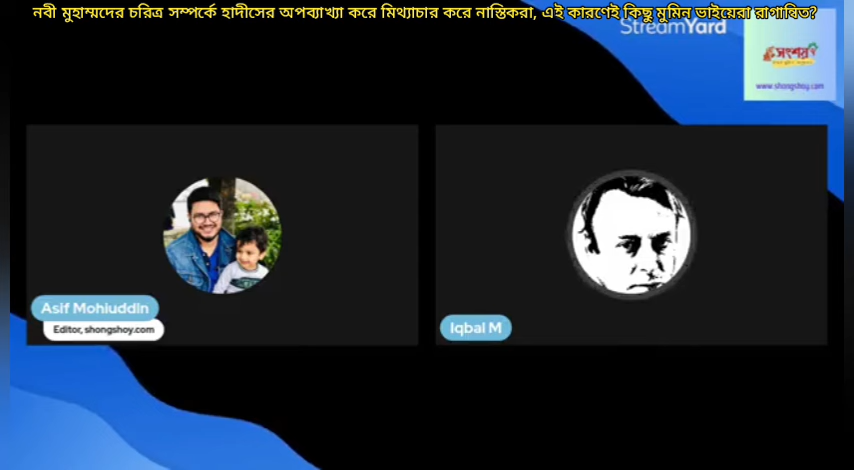 নবী মুহাম্মদের চরিত্র সম্পর্কে হাদীসের অপব্যাখ্যা করে মিথ্যাচার করে নাস্তিকরা, এই কারণেই কিছু মুমিন ভাইয়েরা রাগান্বিত?
StreamYard
সংশয়
www.shongshoy.com
Asif Mohiuddin
Editor, shongshoy.com
Iqbal M